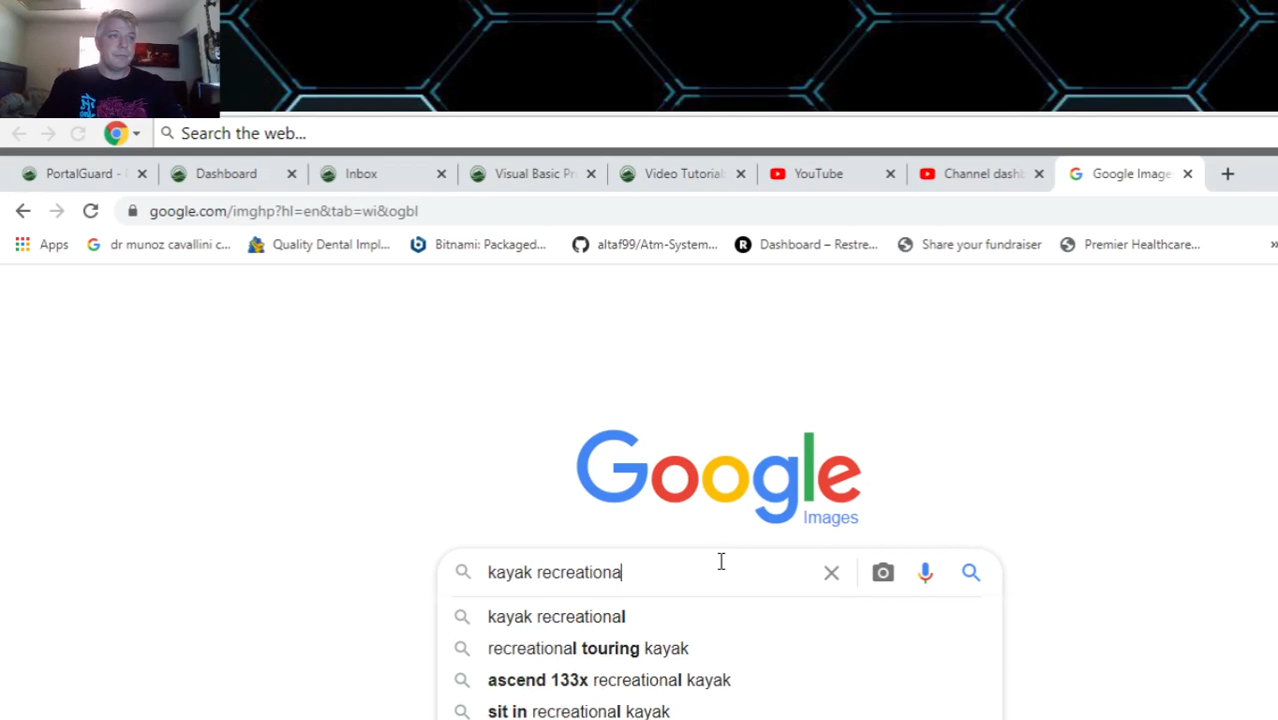 Search the web...
PortalGuard -
Dashboard
Inbox
Visual Basic Pr
Video Tutorial
YouTube
Channel dashb
Google Image
google.com/imghp?hl=en&tab=wi&ogbl
Apps
dr munoz cavallini c...
Quality Dental Impl...
Bitnami: Packaged...
altaf99/Atm-System...
Dashboard – Restre...
Share your fundraiser
Premier Healthcare...
»
Google
Images
kayak recreationa
kayak recreational
recreational touring kayak
ascend 133x recreational kayak
sit in recreational kayak